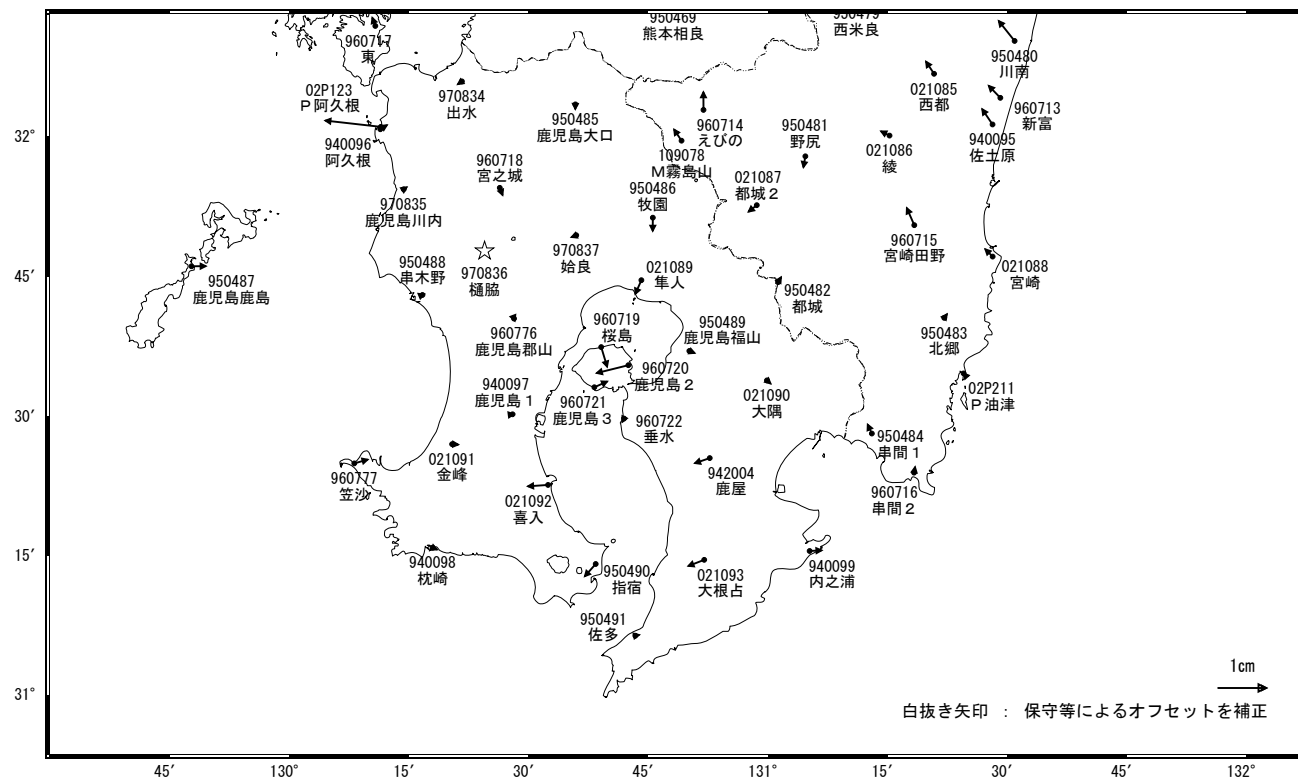 950469
熊本相良
950479
西米良
960717
東
950480
川南
02P123
P阿久根
970834
出水
950485
鹿児島大口
021085
西都
960713
新富
960714
えびの
950481
野尻
940095
佐土原
32°
940096
阿久根
960718
宮之城
109078
M霧島山
021086
綾
021087
都城2
950486
牧園
970835
鹿児島川内
960715
宮崎田野
970837
姶良
970836
樋脇
45′
950487
鹿児島鹿島
950488
串木野
021089
隼人
950482
都城
021088
宮崎
960776
鹿児島郡山
960719
桜島
950489
鹿児島福山
950483
北郷
960720
鹿児島2
940097
鹿児島1
960721
鹿児島3
021090
大隅
02P211
P油津
30′
960722
垂水
950484
串間1
021091
金峰
960777
笠沙
942004
鹿屋
960716
串間2
021092
喜入
15′
940098
枕崎
950490
指宿
021093
大根占
940099
内之浦
950491
佐多
1cm
31°
白抜き矢印 : 保守等によるオフセットを補正
45′ 130° 15′ 30′ 45′ 131° 15′ 30′ 45′ 132°